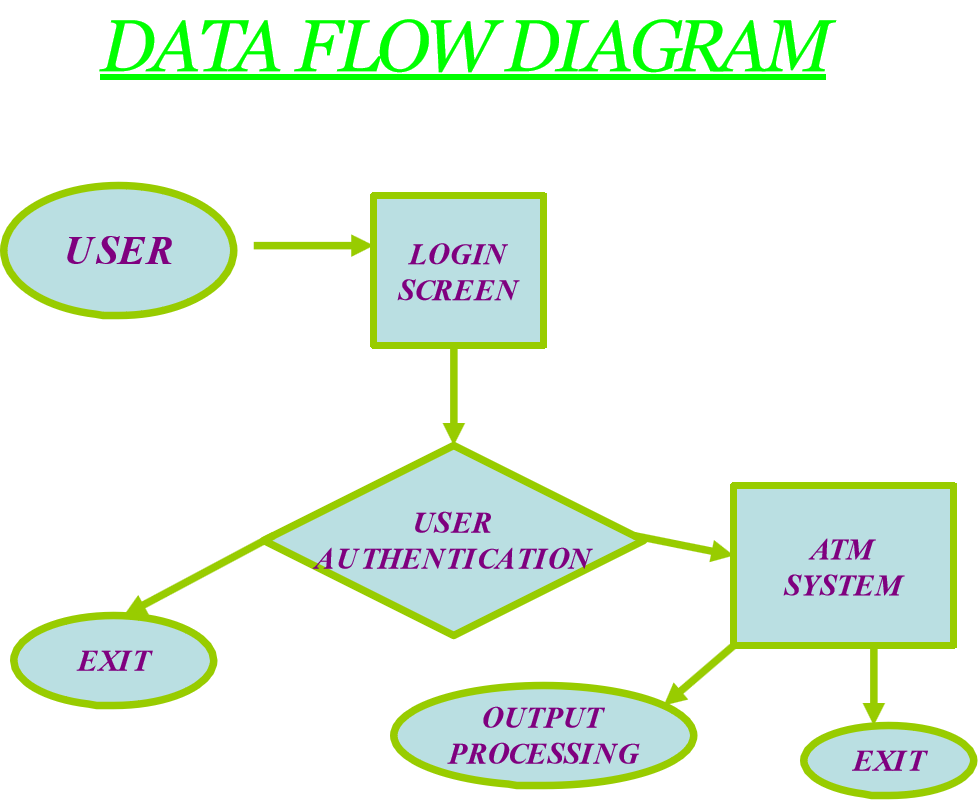 DATA FLOW DIAGRAM
USER
LOGIN
SCREEN
USER
AUTHENTICATION
ATM
SYSTEM
EXIT
OUTPUT
PROCESSING
EXIT